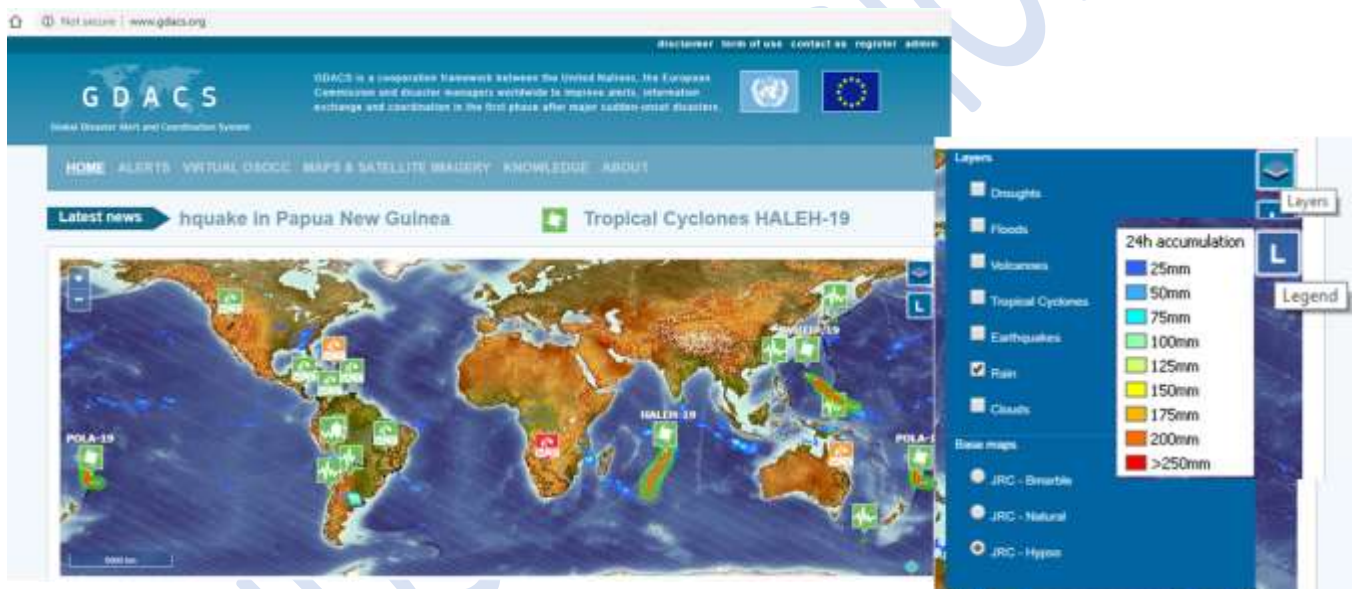 Not secure | www.gdacs.org
disclaimer term of use contact us register admin
GDACS
Global Disaster Alert and Coordination System
GDACS is a cooperation framework between the United Nations, the European
Commission and disaster managers worldwide to improve alerts, information
exchange and coordination in the first phase after major sudden-onset disasters.
HOME ALERTS VIRTUAL OSOCC MAPS & SATELLITE IMAGERY KNOWLEDGE ABOUT
Latest news hquake in Papua New Guinea Tropical Cyclones HALEH-19
+
−
L
HALEH-19
POLA-19
POLA-1
5000 km
Layers
Droughts
Floods
Volcanoes
Tropical Cyclones
Earthquakes
Rain
Clouds
Base maps
JRC - Bmarble
JRC - Natural
JRC - Hypso
Layers
L
Legend
24h accumulation
25mm
50mm
75mm
100mm
125mm
150mm
175mm
200mm
>250mm